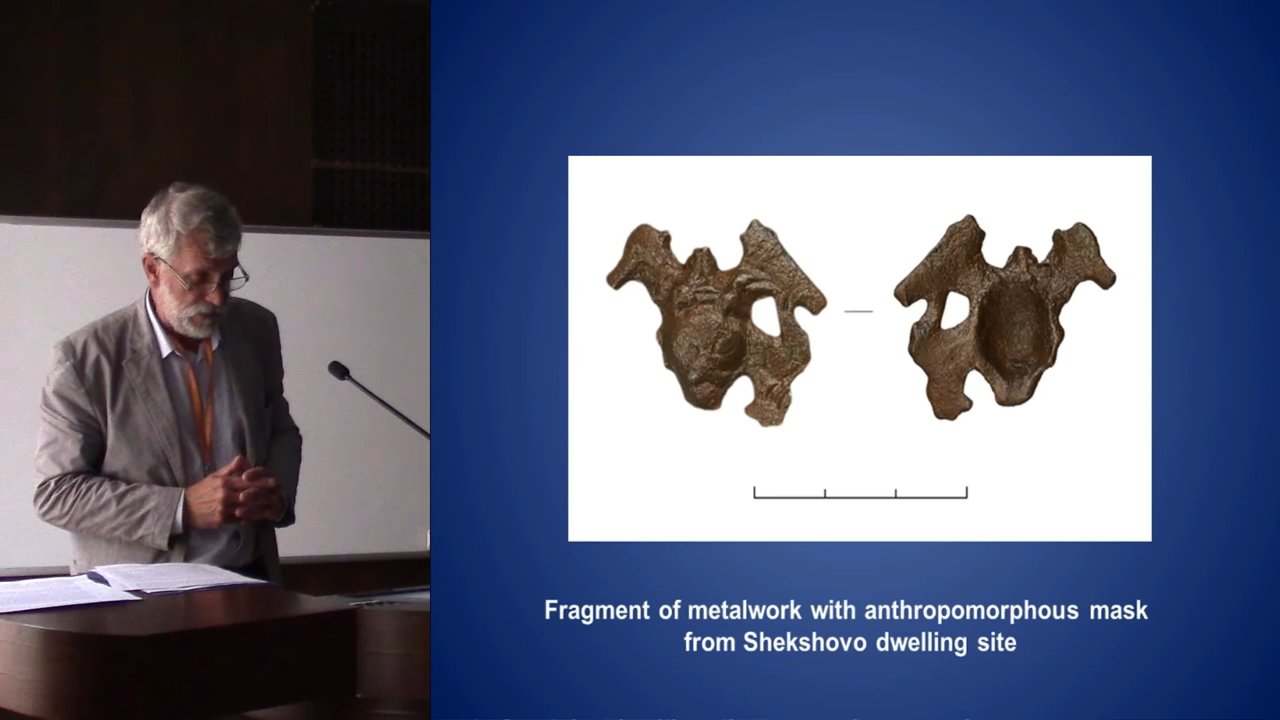 Fragment of metalwork with anthropomorphous mask
from Shekshovo dwelling site